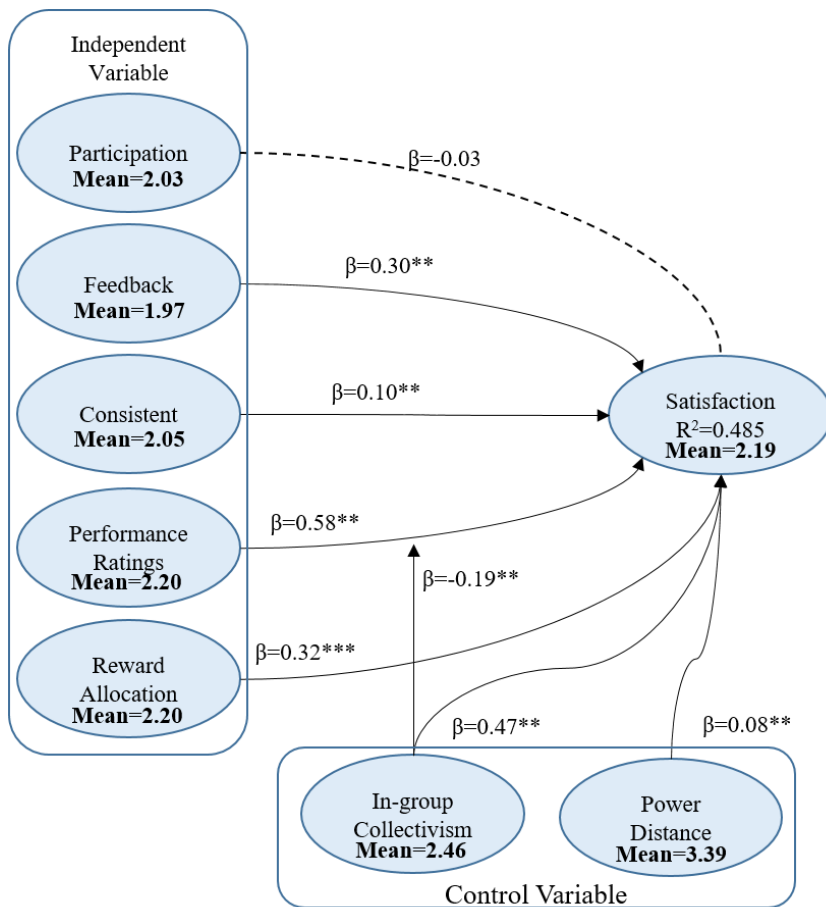 Independent
Variable
Participation
Mean=2.03
β=-0.03
Feedback
Mean=1.97
β=0.30**
Consistent
Mean=2.05
β=0.10**
Satisfaction
R²=0.485
Mean=2.19
Performance
Ratings
Mean=2.20
β=0.58**
β=-0.19**
Reward
Allocation
Mean=2.20
β=0.32***
β=0.47**
β=0.08**
In-group
Collectivism
Mean=2.46
Power
Distance
Mean=3.39
Control Variable